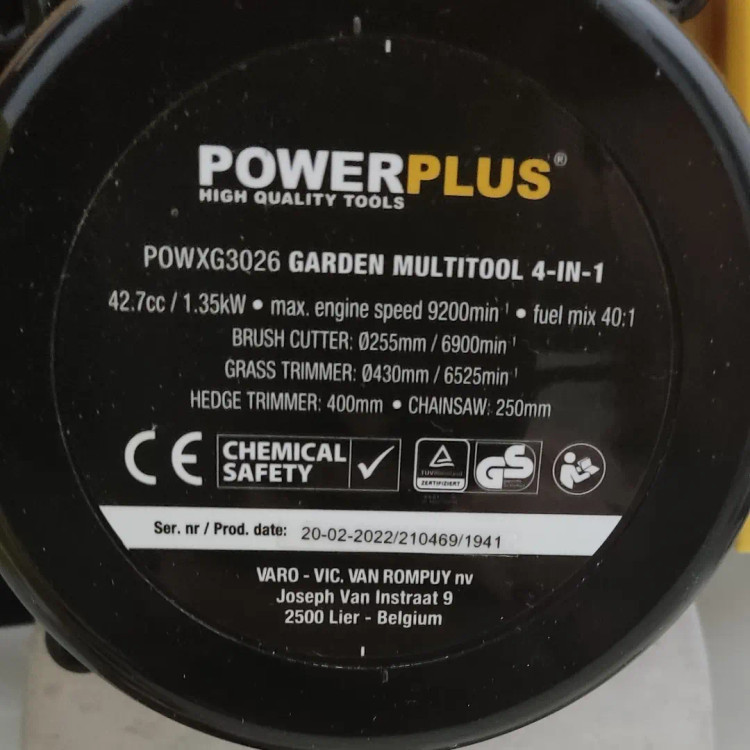 POWERPLUS®
HIGH QUALITY TOOLS
POWXG3026 GARDEN MULTITOOL 4-IN-1
42.7cc / 1.35kW • max. engine speed 9200min⁻¹ • fuel mix 40:1
BRUSH CUTTER: Ø255mm / 6900min⁻¹
GRASS TRIMMER: Ø430mm / 6525min⁻¹
HEDGE TRIMMER: 400mm • CHAINSAW: 250mm
CE CHEMICAL SAFETY ✓ ZERTIFIZIERT GS
Ser. nr / Prod. date: 20-02-2022/210469/1941
VARO - VIC. VAN ROMPUY nv
Joseph Van Instraat 9
2500 Lier - Belgium